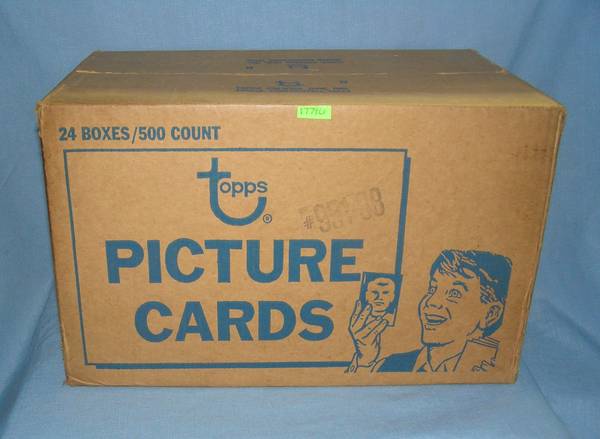 24 BOXES/500 COUNT
topps
®
PICTURE
CARDS